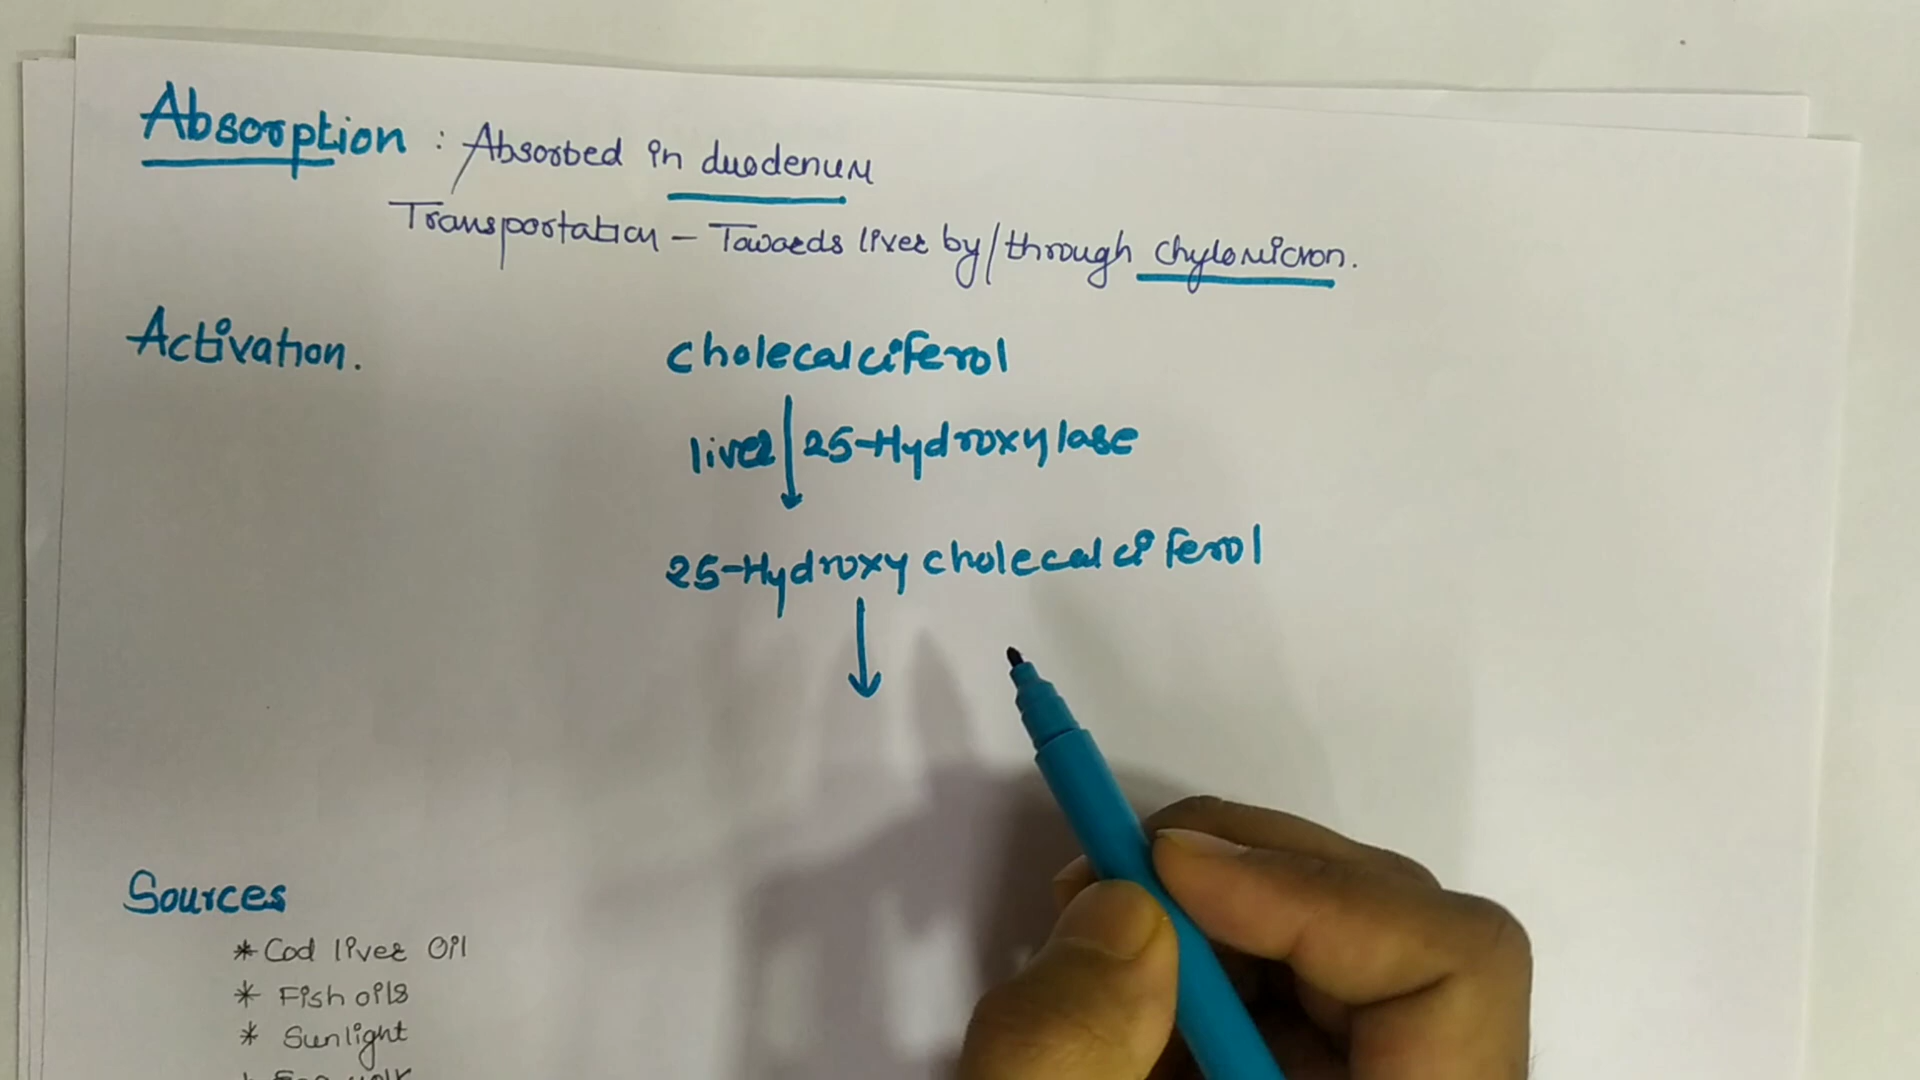 Absorption : Absorbed in duodenum
Transportation – Towards liver by/through chylomicron.
Activation.
cholecalciferol
liver 25-Hydroxylase
25-Hydroxy cholecalciferol
Sources
* Cod liver oil
* Fish oils
* Sunlight